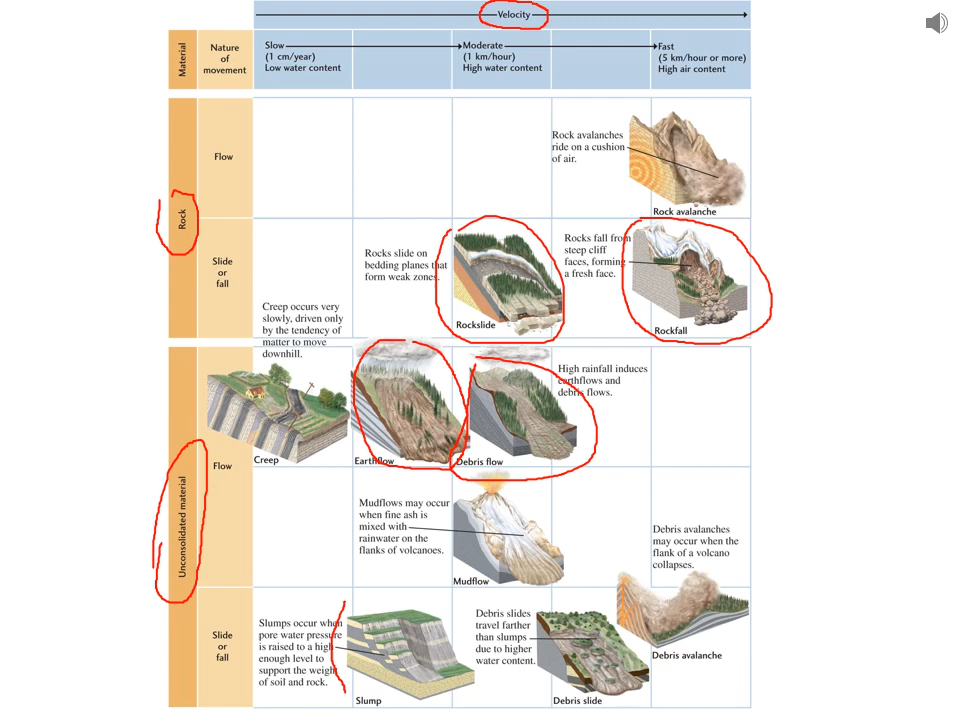 Velocity
Material
Nature
of
movement
Slow
(1 cm/year)
Low water content
Moderate
(1 km/hour)
High water content
Fast
(5 km/hour or more)
High air content
Rock
Flow
Rock avalanches
ride on a cushion
of air.
Rock avalanche
Slide
or
fall
Rocks slide on
bedding planes that
form weak zones.
Rockslide
Rocks fall from
steep cliff
faces, forming
a fresh face.
Rockfall
Creep occurs very
slowly, driven only
by the tendency of
matter to move
downhill.
Unconsolidated material
Flow
Creep
Earthflow
Debris flow
High rainfall induces
earthflows and
debris flows.
Mudflows may occur
when fine ash is
mixed with
rainwater on the
flanks of volcanoes.
Mudflow
Debris avalanches
may occur when the
flank of a volcano
collapses.
Debris avalanche
Slide
or
fall
Slumps occur when
pore water pressure
is raised to a high
enough level to
support the weight
of soil and rock.
Slump
Debris slides
travel farther
than slumps
due to higher
water content.
Debris slide